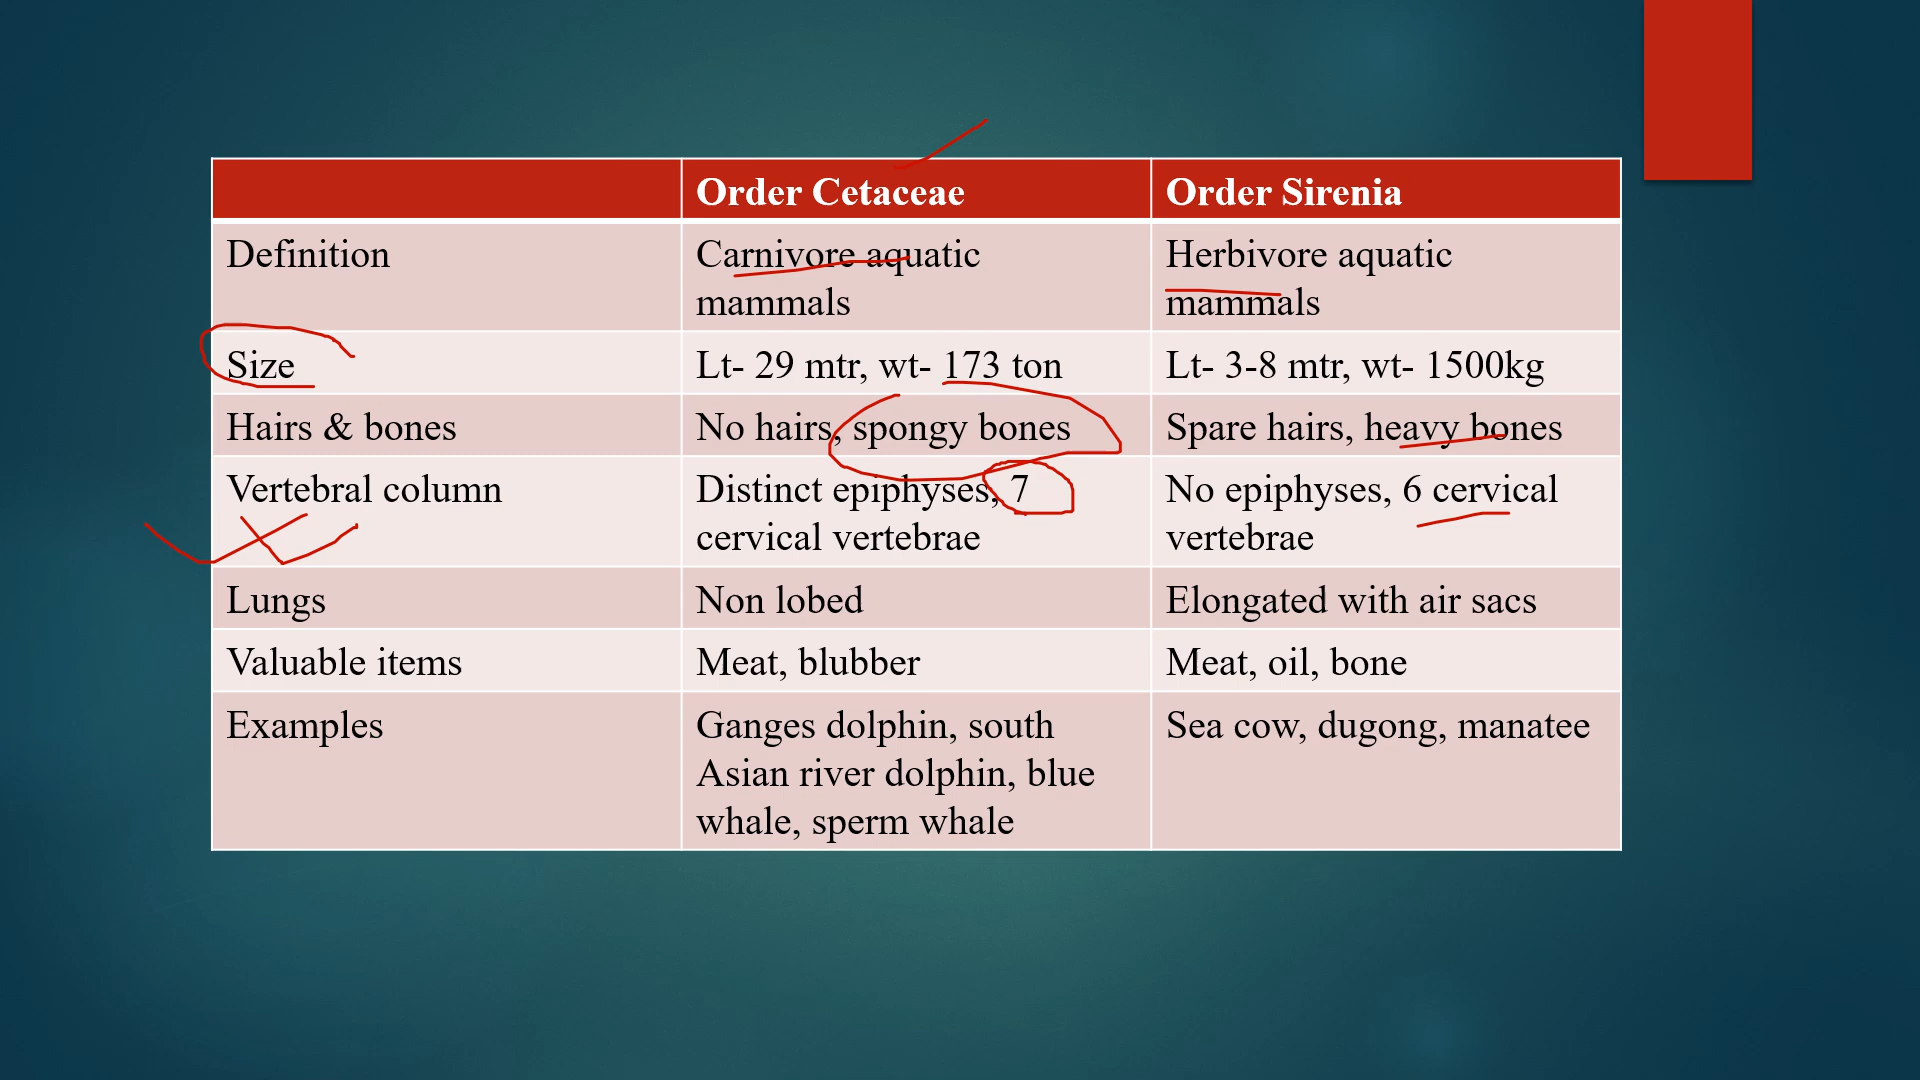 Order Cetaceae
Order Sirenia
Definition
Carnivore aquatic
mammals
Herbivore aquatic
mammals
Size
Lt- 29 mtr, wt- 173 ton
Lt- 3-8 mtr, wt- 1500kg
Hairs & bones
No hairs, spongy bones
Spare hairs, heavy bones
Vertebral column
Distinct epiphyses, 7
cervical vertebrae
No epiphyses, 6 cervical
vertebrae
Lungs
Non lobed
Elongated with air sacs
Valuable items
Meat, blubber
Meat, oil, bone
Examples
Ganges dolphin, south
Asian river dolphin, blue
whale, sperm whale
Sea cow, dugong, manatee